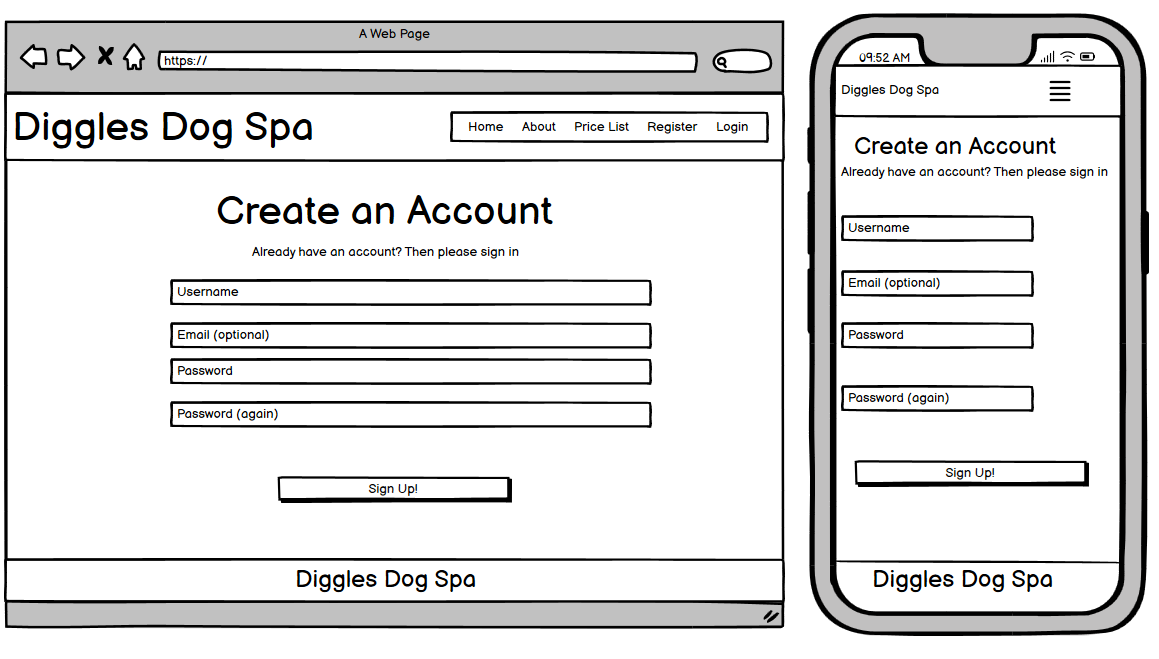 A Web Page
https://
Diggles Dog Spa
Home About Price List Register Login
Create an Account
Already have an account? Then please sign in
Username
Email (optional)
Password
Password (again)
Sign Up!
Diggles Dog Spa
09:52 AM
Diggles Dog Spa
Create an Account
Already have an account? Then please sign in
Username
Email (optional)
Password
Password (again)
Sign Up!
Diggles Dog Spa